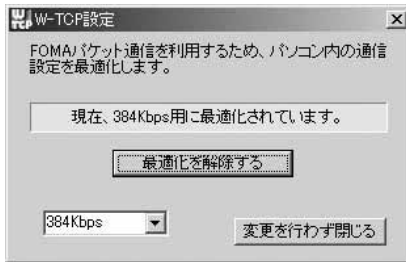 W-TCP
W-TCP設定
FOMAパケット通信を利用するため、パソコン内の通信
設定を最適化します。
現在、384Kbps用に最適化されています。
最適化を解除する
384Kbps
変更を行わず閉じる